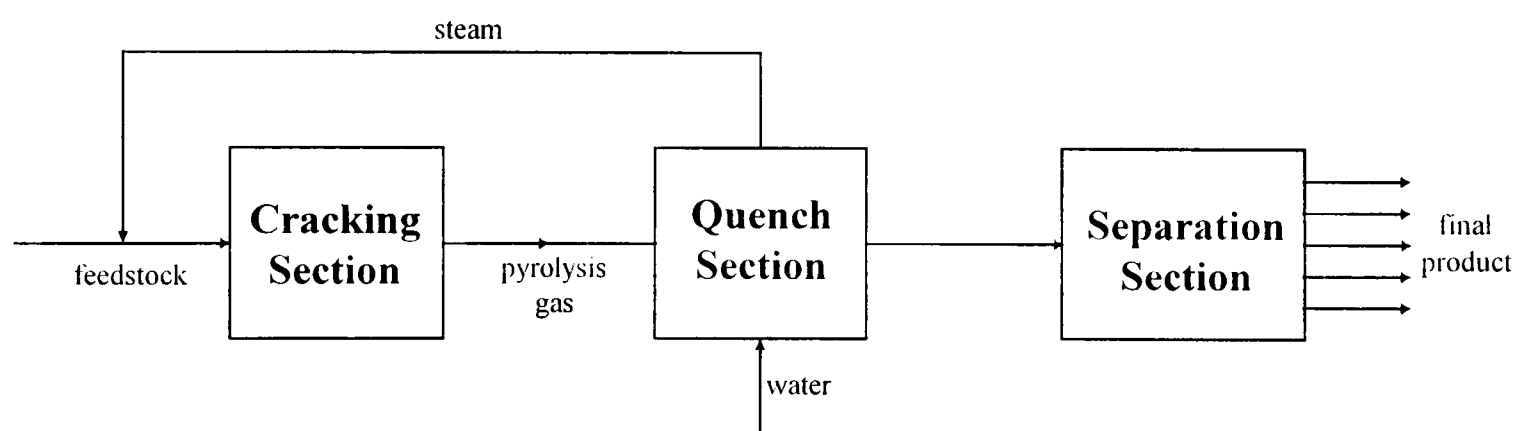 steam
Cracking
Section
Quench
Section
Separation
Section
feedstock
pyrolysis
gas
water
final
product